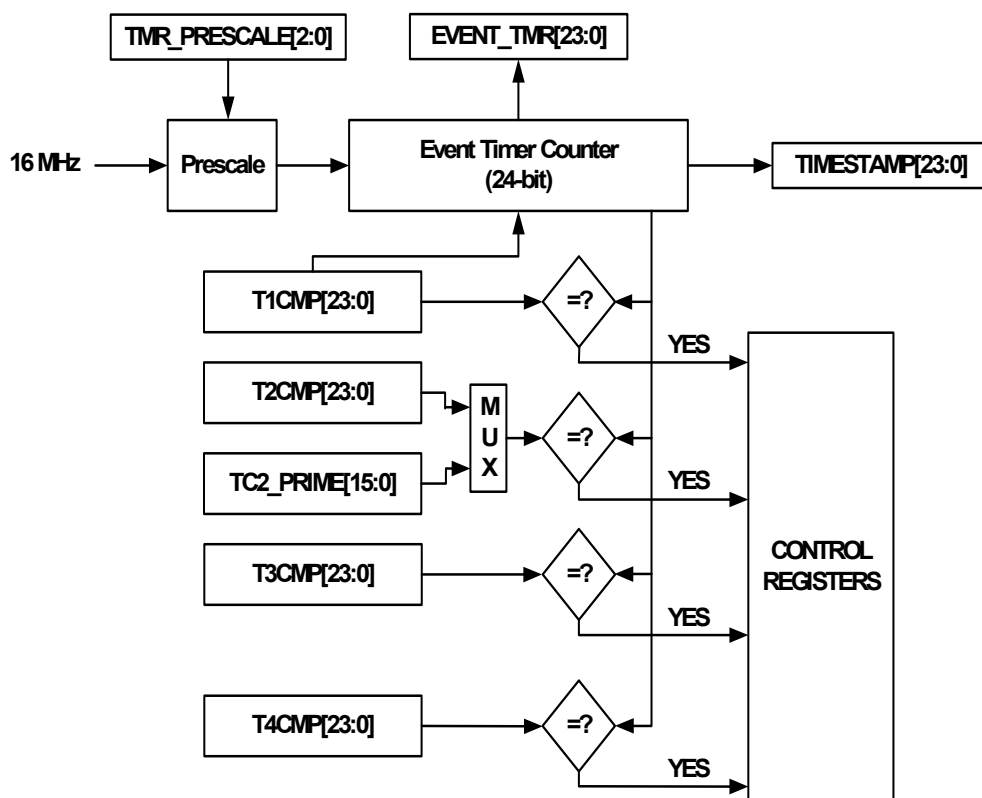 TMR_PRESCALE[2:0]
EVENT_TMR[23:0]
16 MHz
Prescale
Event Timer Counter
(24-bit)
TIMESTAMP[23:0]
T1CMP[23:0]
=?
YES
T2CMP[23:0]
M
U
X
=?
TC2_PRIME[15:0]
YES
T3CMP[23:0]
=?
YES
CONTROL
REGISTERS
T4CMP[23:0]
=?
YES